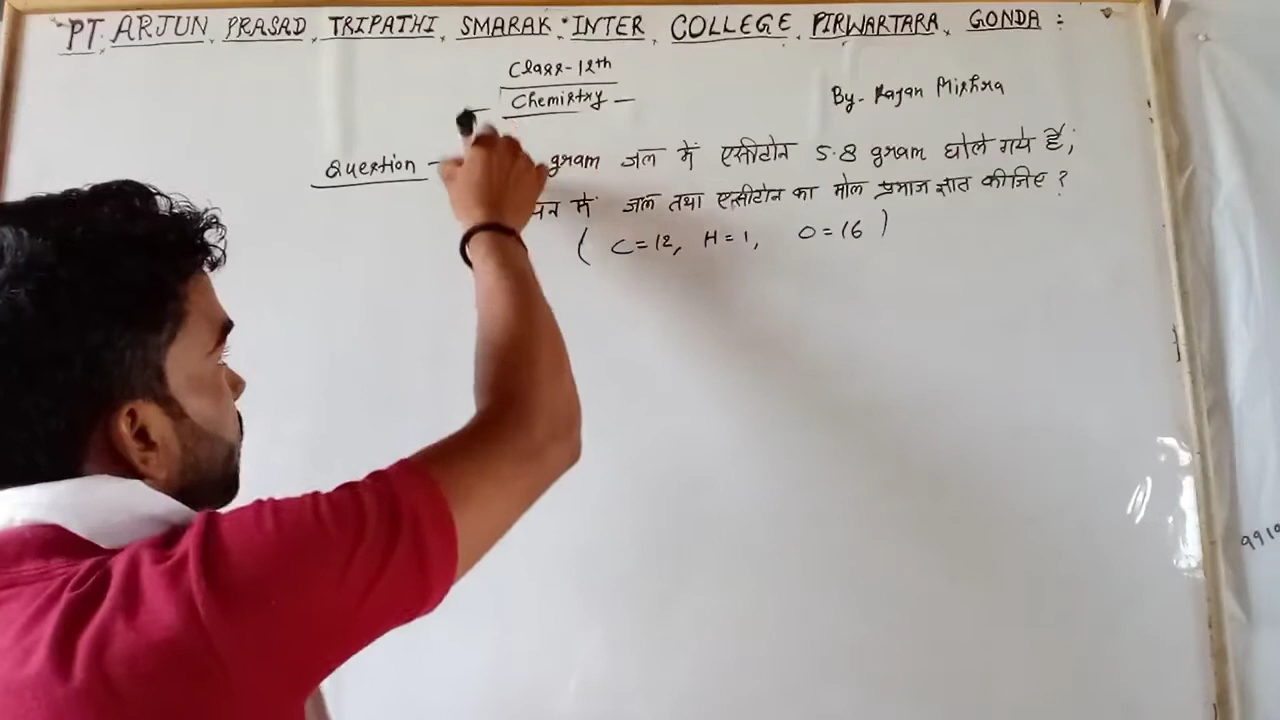 PT. ARJUN PRASAD TRIPATHI SMARAK INTER COLLEGE PIRWARTARA, GONDA :
Class-12th
Chemistry
By- Rajan Mishra
Question - gram जल में एसीटोन 5.8 gram घोले गये हैं,
में जल तथा एसीटोन का मोल प्रभाज ज्ञात कीजिए ?
( C=12, H=1, O=16 )